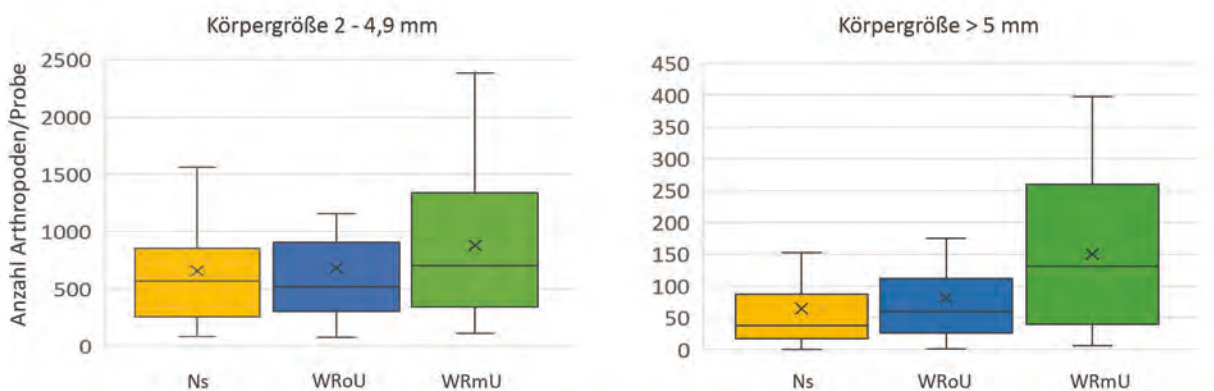 Körpergröße 2 - 4,9 mm
Anzahl Arthropoden/Probe
2500
2000
1500
1000
500
0
Ns
WRoU
WRmU
Körpergröße > 5 mm
450
400
350
300
250
200
150
100
50
0
Ns
WRoU
WRmU